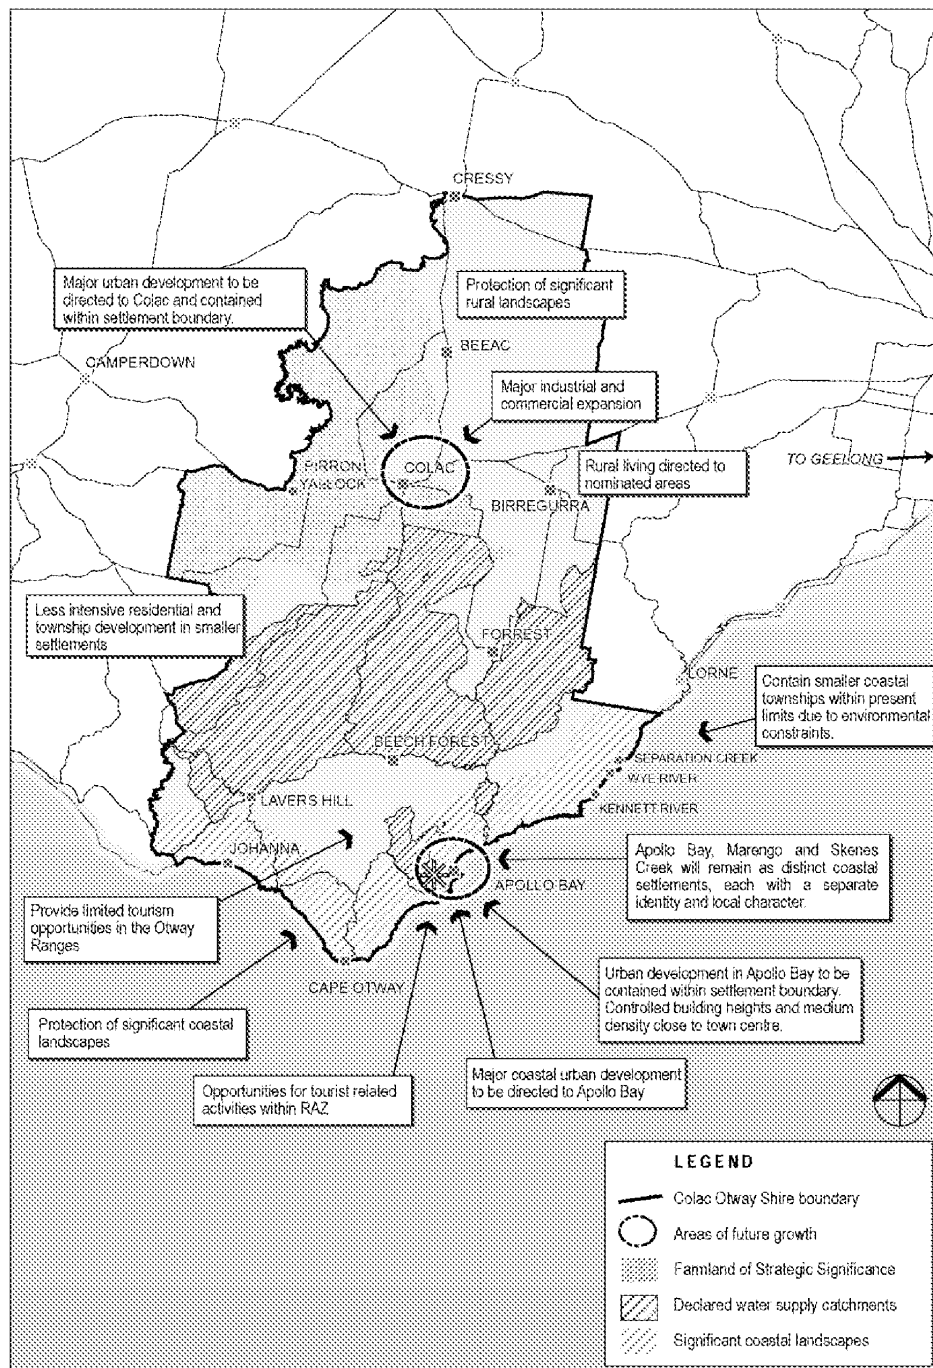 CRESSY
Major urban development to be
directed to Colac and contained
within settlement boundary.
Protection of significant
rural landscapes
BEEAC
CAMPERDOWN
Major industrial and
commercial expansion
PIRRON
YALLOCK
COLAC
TO GEELONG
Rural living directed to
nominated areas
BIRREGURRA
Less intensive residential and
township development in smaller
settlements
FORREST
LORNE
Contain smaller coastal
townships within present
limits due to environmental
constraints.
BEECH FOREST
SEPARATION CREEK
WYE RIVER
KENNETT RIVER
LAVERS HILL
JOHANNA
Apollo Bay, Marengo and Skenes
Creek will remain as distinct coastal
settlements, each with a separate
identity and local character.
APOLLO BAY
Provide limited tourism
opportunities in the Otway
Ranges
CAPE OTWAY
Urban development in Apollo Bay to be
contained within settlement boundary.
Controlled building heights and medium
density close to town centre.
Protection of significant coastal
landscapes
Opportunities for tourist related
activities within RAZ
Major coastal urban development
to be directed to Apollo Bay
LEGEND
Colac Otway Shire boundary
Areas of future growth
Farmland of Strategic Significance
Declared water supply catchments
Significant coastal landscapes